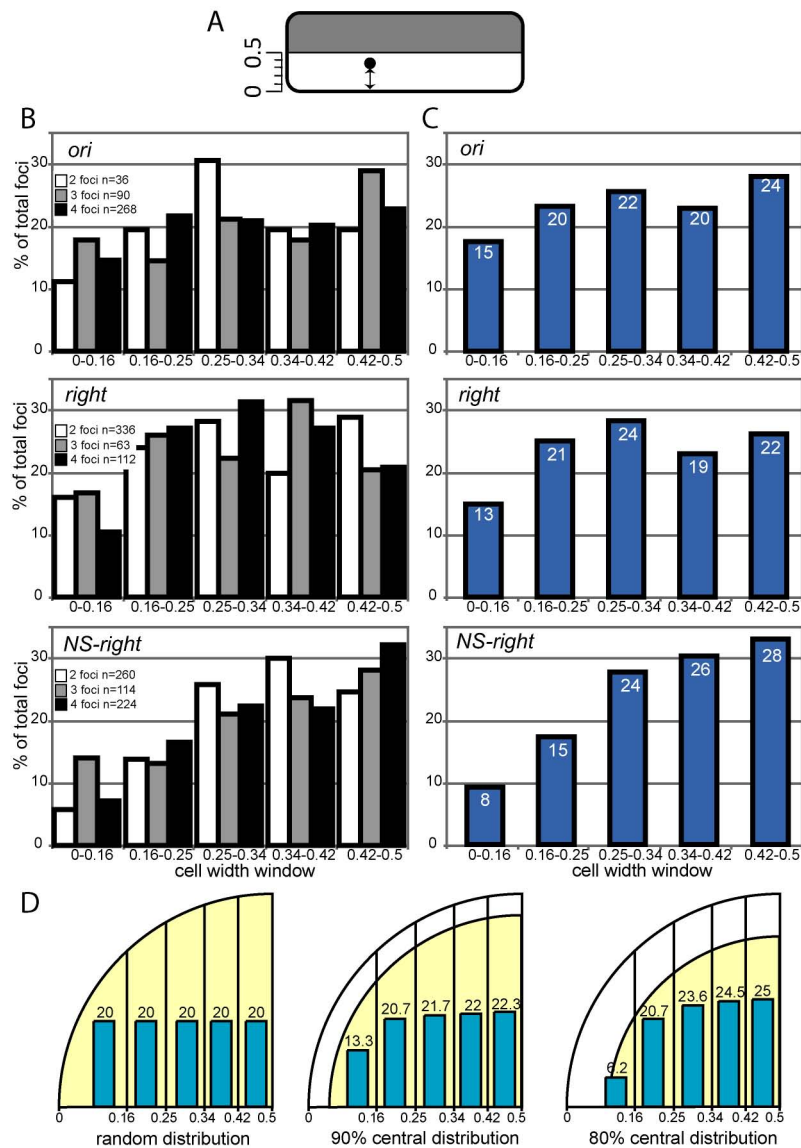 A
0.5
0
B
ori
2 foci n=36
3 foci n=90
4 foci n=268
% of total foci
30
20
10
0
0-0.16 0.16-0.25 0.25-0.34 0.34-0.42 0.42-0.5
right
2 foci n=336
3 foci n=63
4 foci n=112
% of total foci
30
20
10
0
0-0.16 0.16-0.25 0.25-0.34 0.34-0.42 0.42-0.5
NS-right
2 foci n=260
3 foci n=114
4 foci n=224
% of total foci
30
20
10
0
0-0.16 0.16-0.25 0.25-0.34 0.34-0.42 0.42-0.5
cell width window
C
ori
30
20
10
0
15 20 22 20 24
0-0.16 0.16-0.25 0.25-0.34 0.34-0.42 0.42-0.5
right
30
20
10
0
13 21 24 19 22
0-0.16 0.16-0.25 0.25-0.34 0.34-0.42 0.42-0.5
NS-right
30
20
10
0
8 15 24 26 28
0-0.16 0.16-0.25 0.25-0.34 0.34-0.42 0.42-0.5
cell width window
D
20 20 20 20 20
0 0.16 0.25 0.34 0.42 0.5
random distribution
13.3 20.7 21.7 22 22.3
0 0.16 0.25 0.34 0.42 0.5
90% central distribution
6.2 20.7 23.6 24.5 25
0 0.16 0.25 0.34 0.42 0.5
80% central distribution